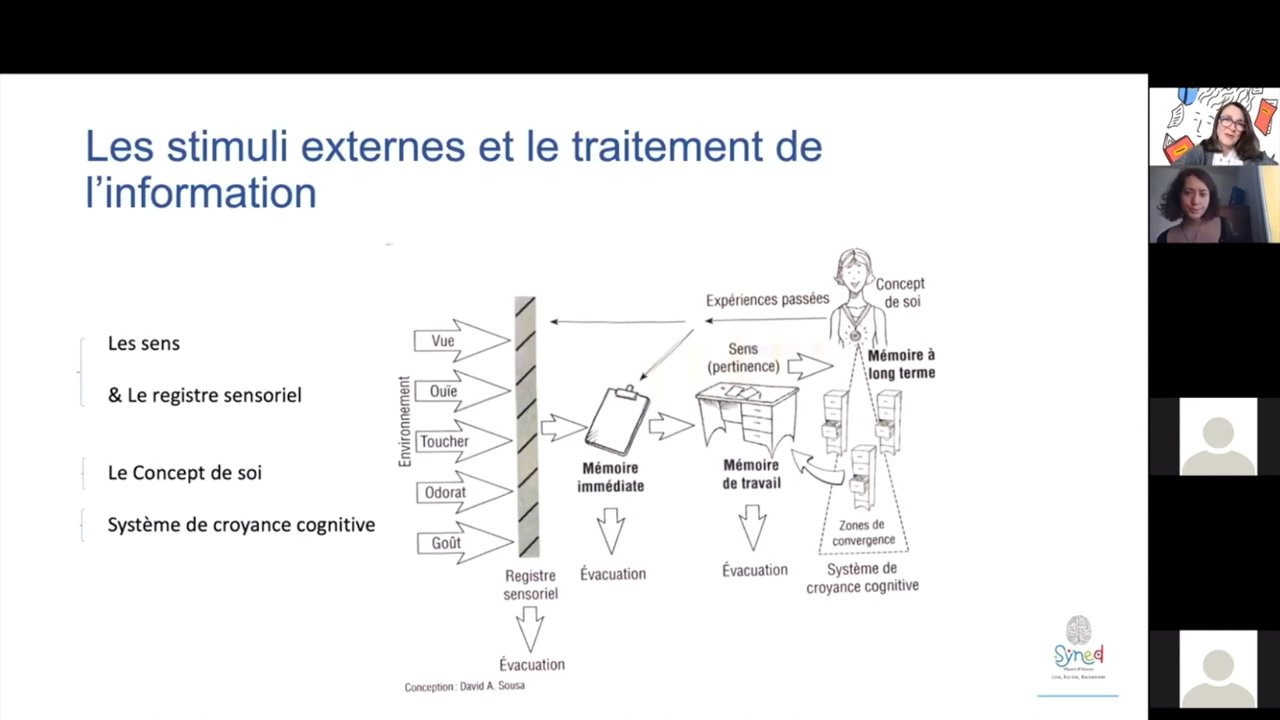 Les stimuli externes et le traitement de
l'information
Les sens
& Le registre sensoriel
Le Concept de soi
Système de croyance cognitive
Environnement
Vue
Ouïe
Toucher
Odorat
Goût
Registre
sensoriel
Évacuation
Mémoire
immédiate
Évacuation
Expériences passées
Sens
(pertinence)
Mémoire
de travail
Évacuation
Concept
de soi
Mémoire à
long terme
Zones de
convergence
Système de
croyance cognitive
Conception : David A. Sousa
Syned
Lire, Écrire, Raisonner